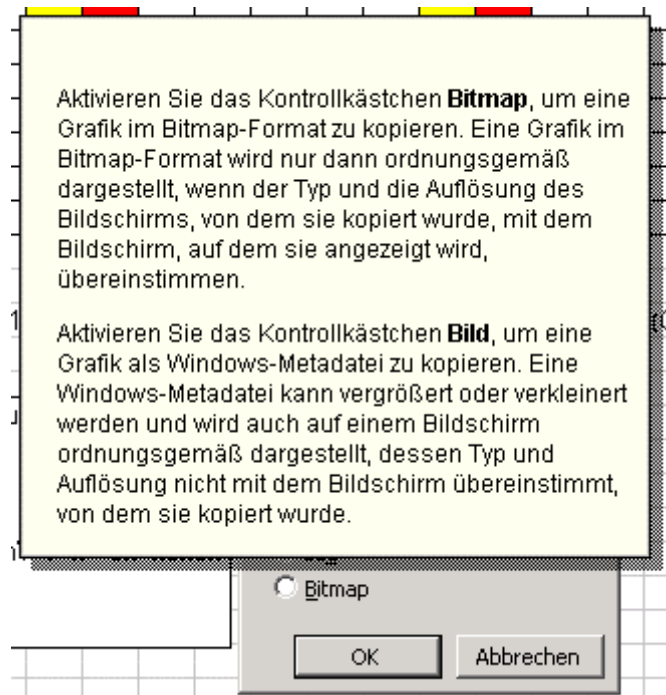 Aktivieren Sie das Kontrollkästchen Bitmap, um eine
Grafik im Bitmap-Format zu kopieren. Eine Grafik im
Bitmap-Format wird nur dann ordnungsgemäß
dargestellt, wenn der Typ und die Auflösung des
Bildschirms, von dem sie kopiert wurde, mit dem
Bildschirm, auf dem sie angezeigt wird,
übereinstimmen.
Aktivieren Sie das Kontrollkästchen Bild, um eine
Grafik als Windows-Metadatei zu kopieren. Eine
Windows-Metadatei kann vergrößert oder verkleinert
werden und wird auch auf einem Bildschirm
ordnungsgemäß dargestellt, dessen Typ und
Auflösung nicht mit dem Bildschirm übereinstimmt,
von dem sie kopiert wurde.
Bitmap
OK Abbrechen